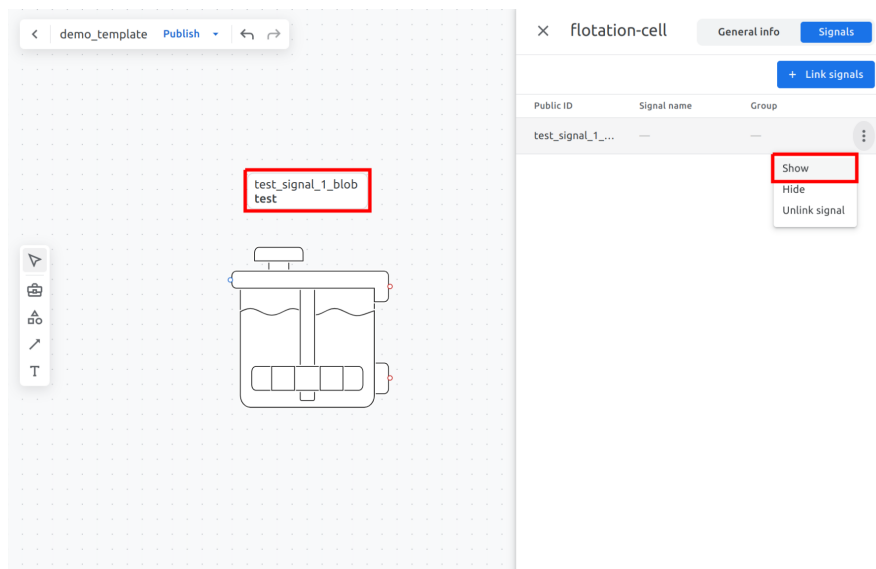 demo_template Publish
flotation-cell General info Signals
+ Link signals
Public ID Signal name Group
test_signal_1_... — —
Show
Hide
Unlink signal
test_signal_1_blob
test
T